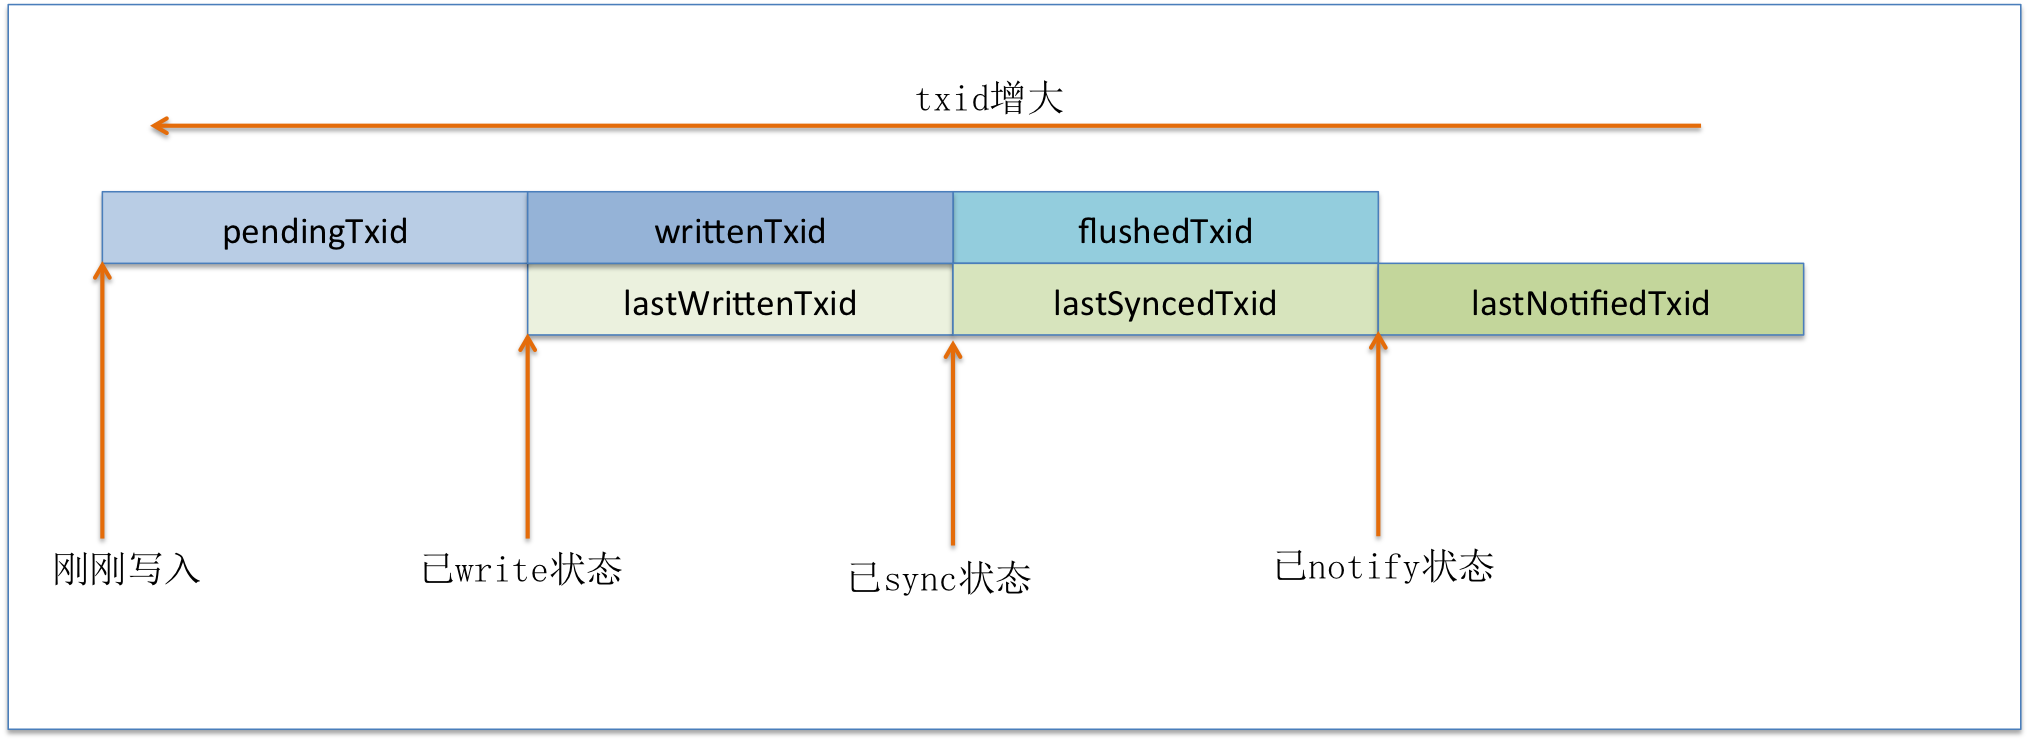 txid增大
pendingTxid
writtenTxid
flushedTxid
lastWrittenTxid
lastSyncedTxid
lastNotifiedTxid
刚刚写入
已write状态
已sync状态
已notify状态